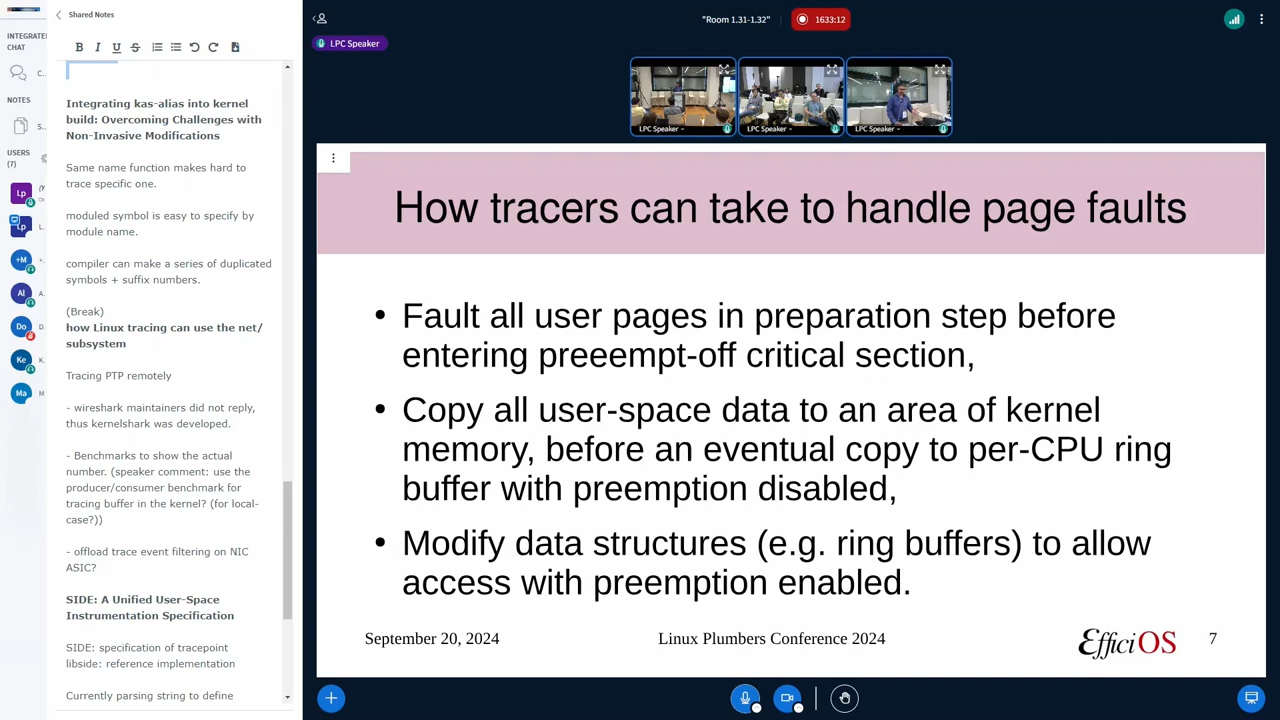 Shared Notes
INTEGRATE
CHAT
C..
NOTES
S..
USERS
(7)
Lp
Lp
L..
+M
+.
Al
A.
Do
D.
Ke
K.
Ma
M
Integrating kas-alias into kernel
build: Overcoming Challenges with
Non-Invasive Modifications
Same name function makes hard to
trace specific one.
moduled symbol is easy to specify by
module name.
compiler can make a series of duplicated
symbols + suffix numbers.
(Break)
how Linux tracing can use the net/
subsystem
Tracing PTP remotely
- wireshark maintainers did not reply,
thus kernelshark was developed.
- Benchmarks to show the actual
number. (speaker comment: use the
producer/consumer benchmark for
tracing buffer in the kernel? (for local-
case?))
- offload trace event filtering on NIC
ASIC?
SIDE: A Unified User-Space
Instrumentation Specification
SIDE: specification of tracepoint
libside: reference implementation
Currently parsing string to define
"Room 1.31-1.32"
1633:12
LPC Speaker
LPC Speaker
LPC Speaker
LPC Speaker
How tracers can take to handle page faults
• Fault all user pages in preparation step before
entering preeempt-off critical section,
• Copy all user-space data to an area of kernel
memory, before an eventual copy to per-CPU ring
buffer with preemption disabled,
• Modify data structures (e.g. ring buffers) to allow
access with preemption enabled.
September 20, 2024
Linux Plumbers Conference 2024
EfficiOS
7